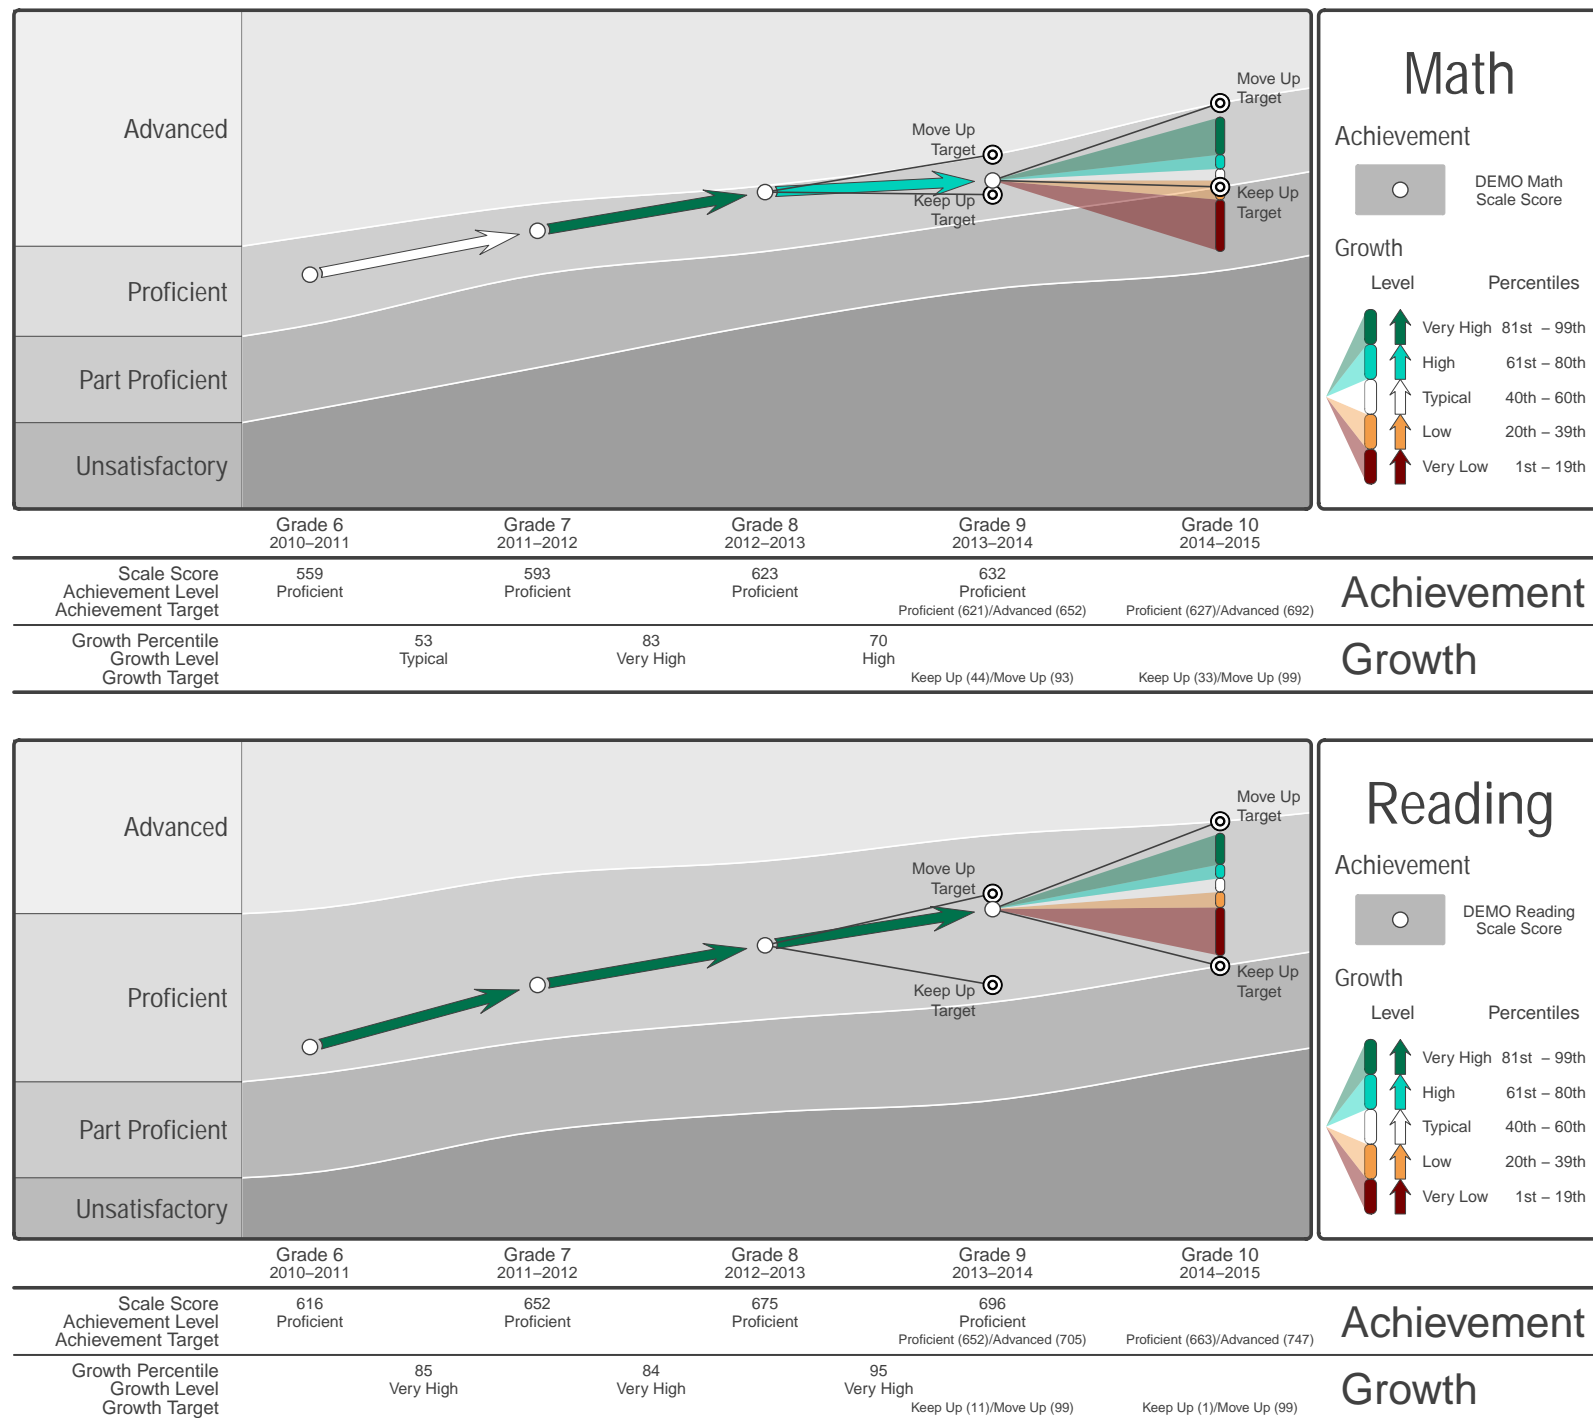 Math
Advanced
Proficient
Part Proficient
Unsatisfactory
Move Up
Target
Keep Up
Target
Move Up
Target
Keep Up
Target
Achievement
DEMO Math
Scale Score
Growth
Level Percentiles
Very High 81st – 99th
High 61st – 80th
Typical 40th – 60th
Low 20th – 39th
Very Low 1st – 19th
Grade 6 Grade 7 Grade 8 Grade 9 Grade 10
2010–2011 2011–2012 2012–2013 2013–2014 2014–2015
Scale Score 559 593 623 632
Achievement Level Proficient Proficient Proficient Proficient
Achievement Target Proficient (621)/Advanced (652) Proficient (627)/Advanced (692)
Achievement
Growth Percentile 53 83 70
Growth Level Typical Very High High
Growth Target Keep Up (44)/Move Up (93) Keep Up (33)/Move Up (99)
Growth
Reading
Advanced
Proficient
Part Proficient
Unsatisfactory
Move Up
Target
Keep Up
Target
Move Up
Target
Keep Up
Target
Achievement
DEMO Reading
Scale Score
Growth
Level Percentiles
Very High 81st – 99th
High 61st – 80th
Typical 40th – 60th
Low 20th – 39th
Very Low 1st – 19th
Grade 6 Grade 7 Grade 8 Grade 9 Grade 10
2010–2011 2011–2012 2012–2013 2013–2014 2014–2015
Scale Score 616 652 675 696
Achievement Level Proficient Proficient Proficient Proficient
Achievement Target Proficient (652)/Advanced (705) Proficient (663)/Advanced (747)
Achievement
Growth Percentile 85 84 95
Growth Level Very High Very High Very High
Growth Target Keep Up (11)/Move Up (99) Keep Up (1)/Move Up (99)
Growth